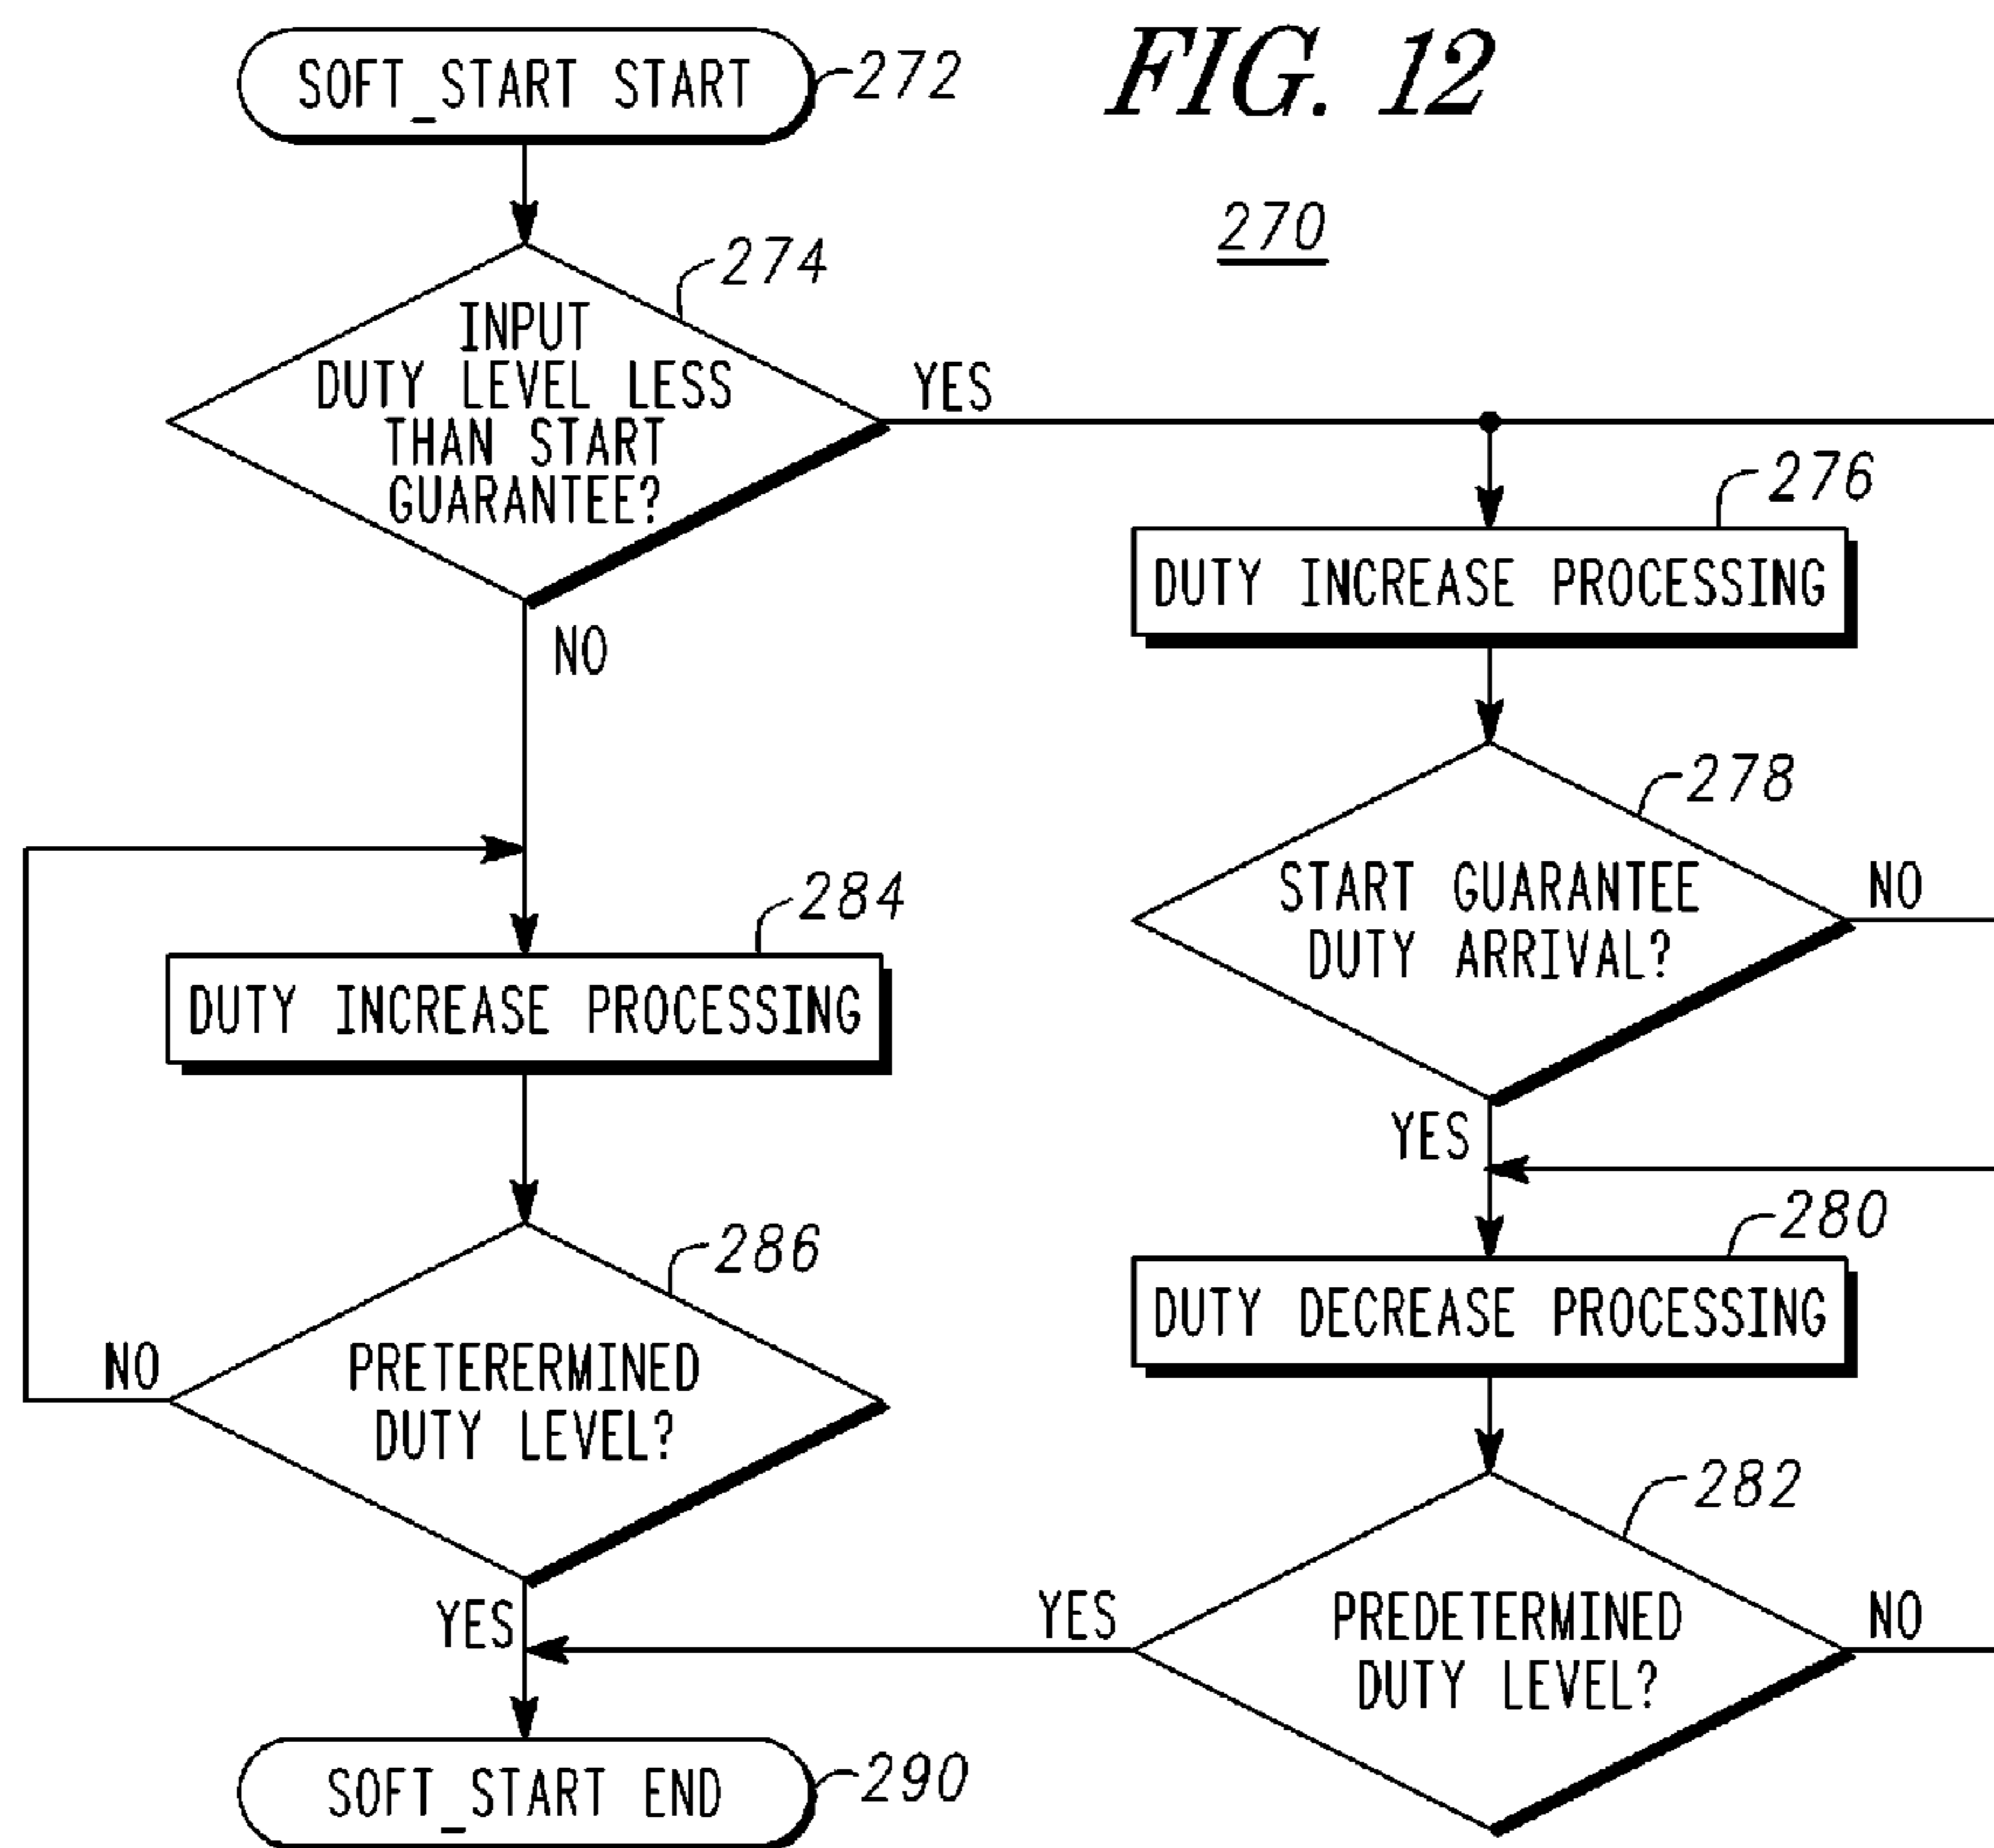 FIG. 12
270
SOFT_START START
272
274
INPUT
DUTY LEVEL LESS
THAN START
GUARANTEE?
YES
NO
276
DUTY INCREASE PROCESSING
278
START GUARANTEE
DUTY ARRIVAL?
NO
YES
284
DUTY INCREASE PROCESSING
280
DUTY DECREASE PROCESSING
286
PRETERERMINED
DUTY LEVEL?
NO
YES
282
PREDETERMINED
DUTY LEVEL?
YES
NO
SOFT_START END
290